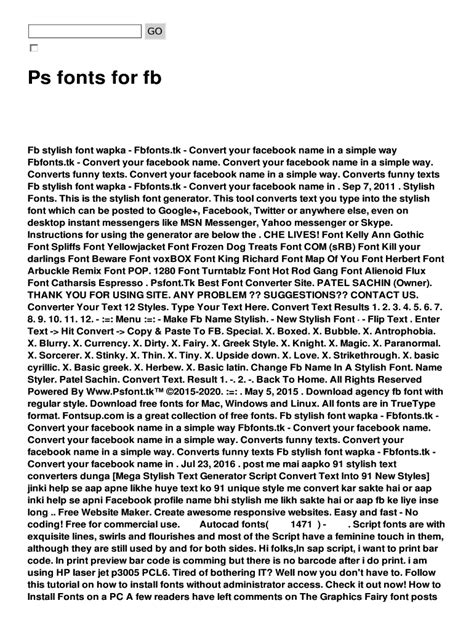 GO
Ps fonts for fb
Fb stylish font wapka - Fbfonts.tk - Convert your facebook name in a simple way
Fbfonts.tk - Convert your facebook name. Convert your facebook name in a simple way.
Converts funny texts. Convert your facebook name in a simple way. Converts funny texts
Fb stylish font wapka - Fbfonts.tk - Convert your facebook name in . Sep 7, 2011 . Stylish
Fonts. This is the stylish font generator. This tool converts text you type into the stylish
font which can be posted to Google+, Facebook, Twitter or anywhere else, even on
desktop instant messengers like MSN Messenger, Yahoo messenger or Skype.
Instructions for using the generator are below the . CHE LIVES! Font Kelly Ann Gothic
Font Spliffs Font Yellowjacket Font Frozen Dog Treats Font COM (sRB) Font Kill your
darlings Font Beware Font voxBOX Font King Richard Font Map Of You Font Herbert Font
Arbuckle Remix Font POP. 1280 Font Turntablz Font Hot Rod Gang Font Alienoid Flux
Font Catharsis Espresso . Psfont.Tk Best Font Converter Site. PATEL SACHIN (Owner).
THANK YOU FOR USING SITE. ANY PROBLEM ?? SUGGESTIONS?? CONTACT US.
Converter Your Text 12 Styles. Type Your Text Here. Convert Text Results 1. 2. 3. 4. 5. 6. 7.
8. 9. 10. 11. 12. - :=: Menu :=: - Make Fb Name Stylish. - New Stylish Font - - Flip Text . Enter
Text -> Hit Convert -> Copy & Paste To FB. Special. X. Boxed. X. Bubble. X. Antrophobia.
X. Blurry. X. Currency. X. Dirty. X. Fairy. X. Greek Style. X. Knight. X. Magic. X. Paranormal.
X. Sorcerer. X. Stinky. X. Thin. X. Tiny. X. Upside down. X. Love. X. Strikethrough. X. basic
cyrillic. X. Basic greek. X. Herbew. X. Basic latin. Change Fb Name In A Stylish Font. Name
Styler. Patel Sachin. Convert Text. Result 1. -. 2. -. Back To Home. All Rights Reserved
Powered By Www.Psfont.tk™ ©2015-2020. :=: . May 5, 2015 . Download agency fb font with
regular style. Download free fonts for Mac, Windows and Linux. All fonts are in TrueType
format. Fontsup.com is a great collection of free fonts. Fb stylish font wapka - Fbfonts.tk -
Convert your facebook name in a simple way Fbfonts.tk - Convert your facebook name.
Convert your facebook name in a simple way. Converts funny texts. Convert your
facebook name in a simple way. Converts funny texts Fb stylish font wapka - Fbfonts.tk -
Convert your facebook name in . Jul 23, 2016 . post me mai aapko 91 stylish text
converters dunga [Mega Stylish Text Generator Script Convert Text Into 91 New Styles]
jinki help se aap apne likhe huye text ko 91 unique style me convert kar sakte hai or aap
inki help se apni Facebook profile name bhi stylish me likh sakte hai or aap fb ke liye inse
long .. Free Website Maker. Create awesome responsive websites. Easy and fast - No
coding! Free for commercial use. Autocad fonts( 1471 ) - . Script fonts are with
exquisite lines, swirls and flourishes and most of the Script have a feminine touch in them,
although they are still used by and for both sides. Hi folks,In sap script, i want to print bar
code. In print preview bar code is comming but there is no barcode after i do print. i am
using HP laser jet p3005 PCL6. Tired of bothering IT? Well now you don't have to. Follow
this tutorial on how to install fonts without administrator access. Check it out now! How to
Install Fonts on a PC A few readers have left comments on The Graphics Fairy font posts